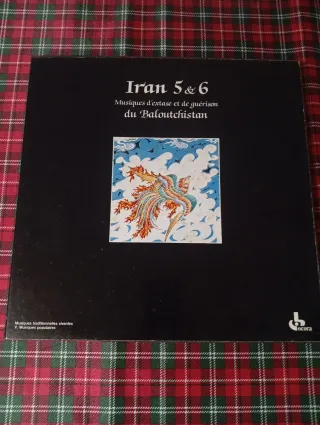 Iran 5 & 6
Musiques d'extase et de guérison
du Baloutchistan
Musiques traditionnelles vivantes
V. Musiques populaires
ocora